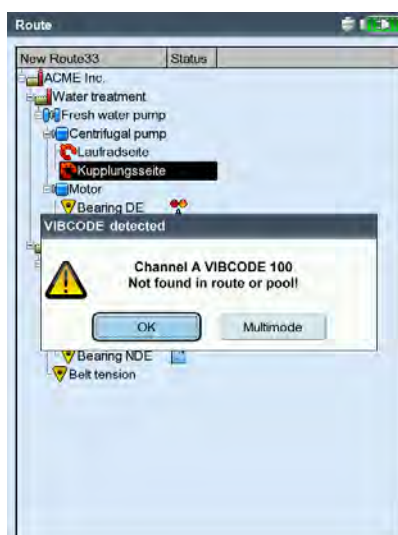 Route
New Route33 Status
ACME Inc.
Water treatment
Fresh water pump
Centrifugal pump
Laufradseite
Kupplungsseite
Motor
Bearing DE
VIBCODE detected
Channel A VIBCODE 100
Not found in route or pool!
OK Multimode
Bearing NDE
Belt tension